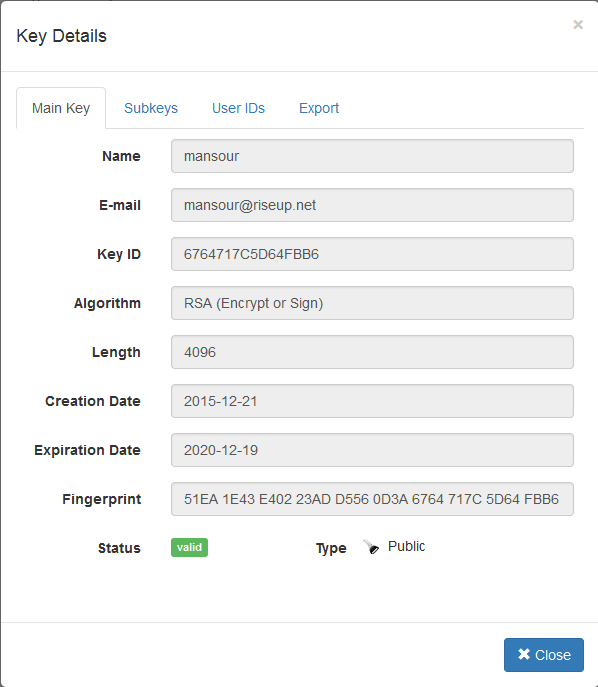 Key Details
×
Main Key Subkeys User IDs Export
Name mansour
E-mail mansour@riseup.net
Key ID 6764717C5D64FBB6
Algorithm RSA (Encrypt or Sign)
Length 4096
Creation Date 2015-12-21
Expiration Date 2020-12-19
Fingerprint 51EA 1E43 E402 23AD D556 0D3A 6764 717C 5D64 FBB6
Status valid Type Public
Close